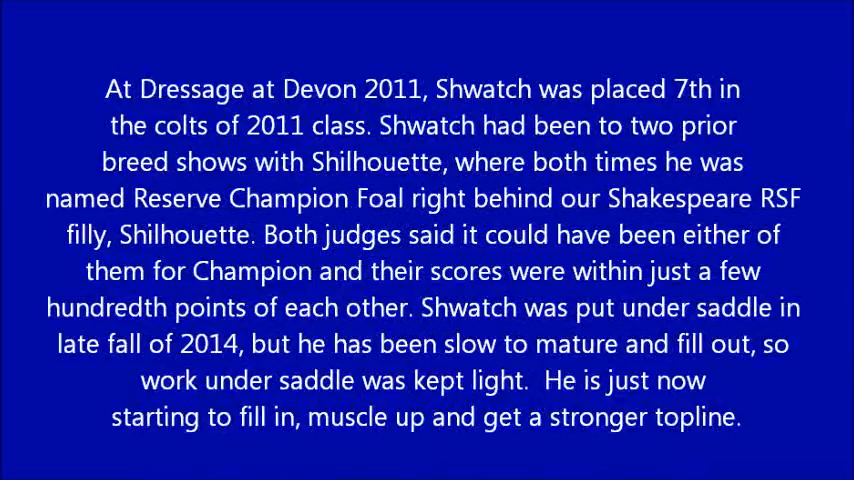 At Dressage at Devon 2011, Shwatch was placed 7th in
the colts of 2011 class. Shwatch had been to two prior
breed shows with Shilhouette, where both times he was
named Reserve Champion Foal right behind our Shakespeare RSF
filly, Shilhouette. Both judges said it could have been either of
them for Champion and their scores were within just a few
hundredth points of each other. Shwatch was put under saddle in
late fall of 2014, but he has been slow to mature and fill out, so
work under saddle was kept light.  He is just now
starting to fill in, muscle up and get a stronger topline.